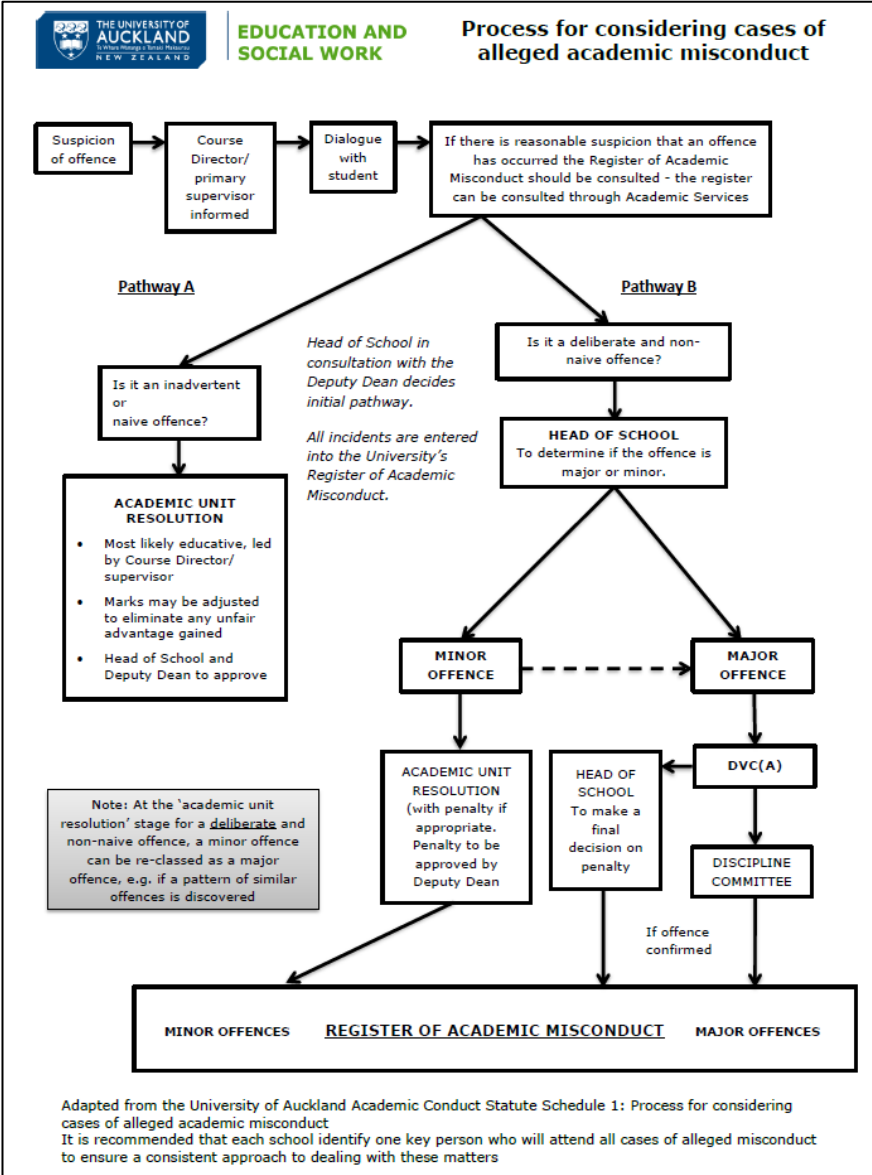 THE UNIVERSITY OF
AUCKLAND
Te Whare Wānanga o Tāmaki Makaurau
NEW ZEALAND
EDUCATION AND
SOCIAL WORK
Process for considering cases of
alleged academic misconduct
Suspicion
of offence
Course
Director/
primary
supervisor
informed
Dialogue
with
student
If there is reasonable suspicion that an offence
has occurred the Register of Academic
Misconduct should be consulted - the register
can be consulted through Academic Services
Pathway A
Pathway B
Head of School in
consultation with the
Deputy Dean decides
initial pathway.
All incidents are entered
into the University's
Register of Academic
Misconduct.
Is it an inadvertent
or
naive offence?
Is it a deliberate and non-
naive offence?
HEAD OF SCHOOL
To determine if the offence is
major or minor.
ACADEMIC UNIT
RESOLUTION
• Most likely educative, led
by Course Director/
supervisor
• Marks may be adjusted
to eliminate any unfair
advantage gained
• Head of School and
Deputy Dean to approve
MINOR
OFFENCE
MAJOR
OFFENCE
ACADEMIC UNIT
RESOLUTION
(with penalty if
appropriate.
Penalty to be
approved by
Deputy Dean
HEAD OF
SCHOOL
To make a
final
decision on
penalty
DVC(A)
DISCIPLINE
COMMITTEE
Note: At the ‘academic unit
resolution’ stage for a deliberate and
non-naive offence, a minor offence
can be re-classed as a major
offence, e.g. if a pattern of similar
offences is discovered
If offence
confirmed
MINOR OFFENCES REGISTER OF ACADEMIC MISCONDUCT MAJOR OFFENCES
Adapted from the University of Auckland Academic Conduct Statute Schedule 1: Process for considering
cases of alleged academic misconduct
It is recommended that each school identify one key person who will attend all cases of alleged misconduct
to ensure a consistent approach to dealing with these matters